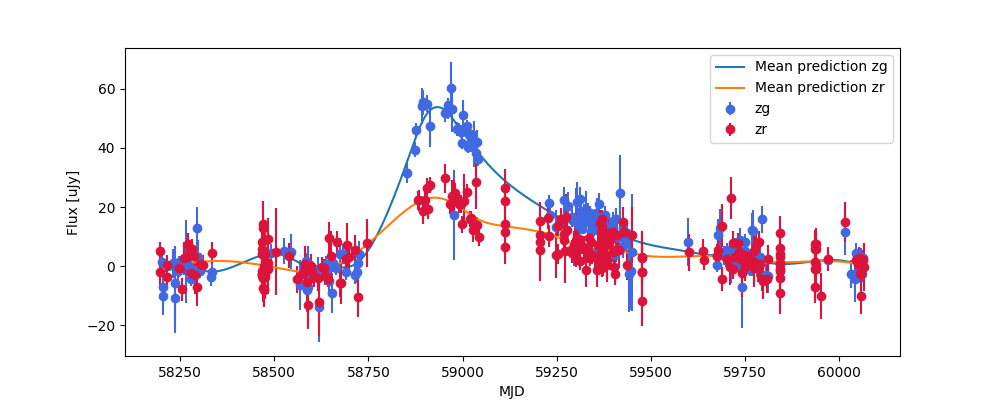 Mean prediction zg
Mean prediction zr
zg
zr
Flux [uJy]
60
40
20
0
−20
58250 58500 58750 59000 59250 59500 59750 60000
MJD